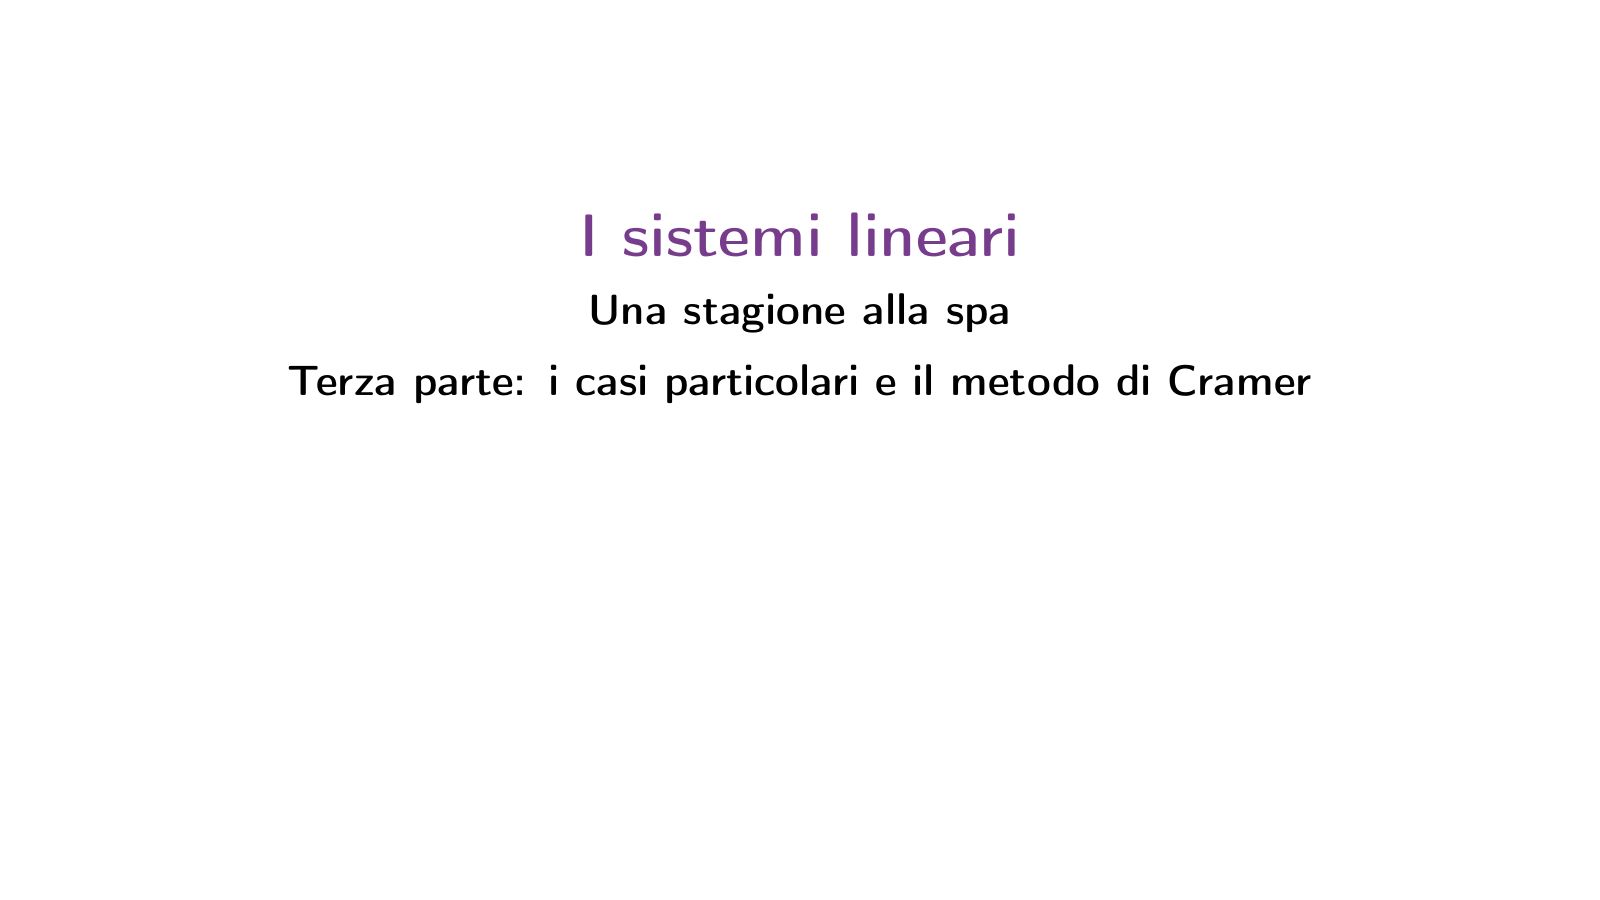 I sistemi lineari
Una stagione alla spa
Terza parte: i casi particolari e il metodo di Cramer